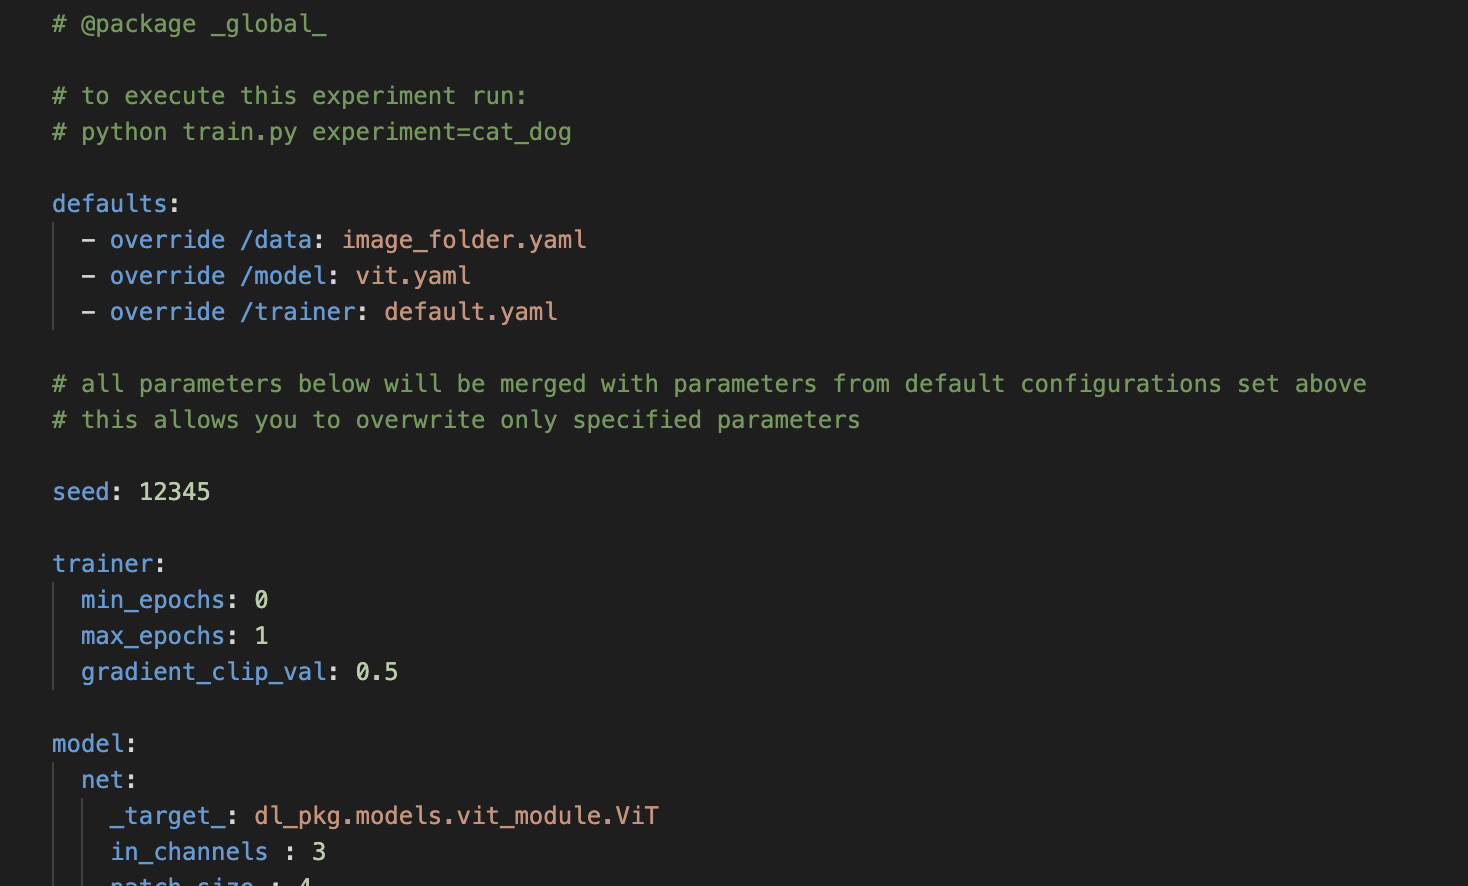 # @package _global_
# to execute this experiment run:
# python train.py experiment=cat_dog
defaults:
  - override /data: image_folder.yaml
  - override /model: vit.yaml
  - override /trainer: default.yaml
# all parameters below will be merged with parameters from default configurations set above
# this allows you to overwrite only specified parameters
seed: 12345
trainer:
  min_epochs: 0
  max_epochs: 1
  gradient_clip_val: 0.5
model:
  net:
    _target_: dl_pkg.models.vit_module.ViT
    in_channels : 3
    patch_size : 4